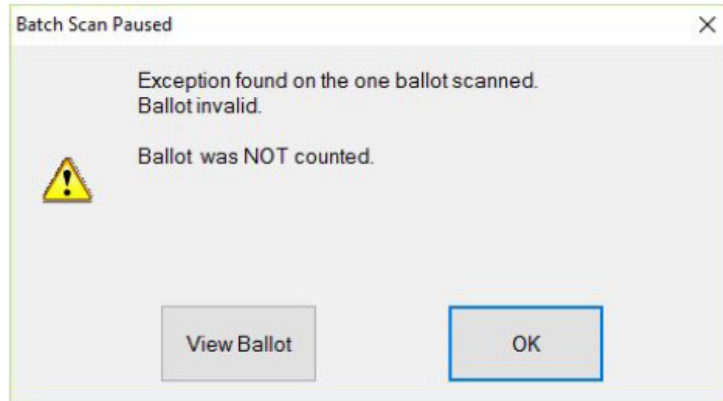 Batch Scan Paused
Exception found on the one ballot scanned.
Ballot invalid.
Ballot was NOT counted.
View Ballot
OK